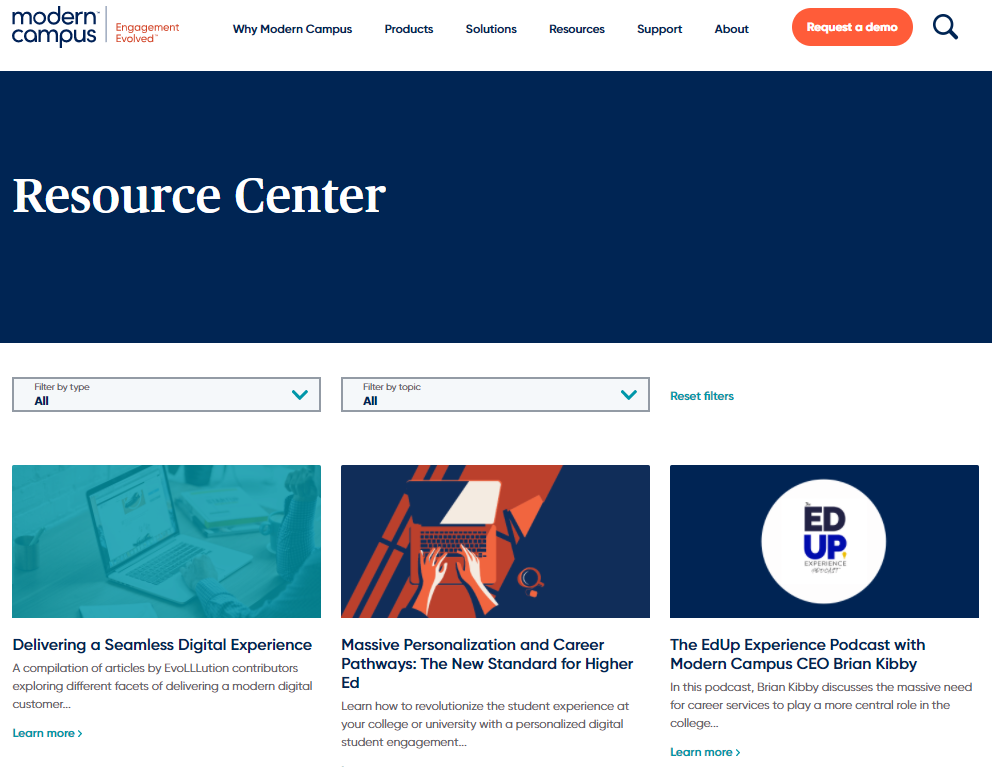 modern campus
Engagement Evolved™
Why Modern Campus
Products
Solutions
Resources
Support
About
Request a demo
Resource Center
Filter by type
All
Filter by topic
All
Reset filters
ED
UP
EXPERIENCE
Delivering a Seamless Digital Experience
A compilation of articles by EvoLLLution contributors
exploring different facets of delivering a modern digital
customer...
Learn more ›
Massive Personalization and Career
Pathways: The New Standard for Higher
Ed
Learn how to revolutionize the student experience at
your college or university with a personalized digital
student engagement...
The EdUp Experience Podcast with
Modern Campus CEO Brian Kibby
In this podcast, Brian Kibby discusses the massive need
for career services to play a more central role in the
college...
Learn more ›